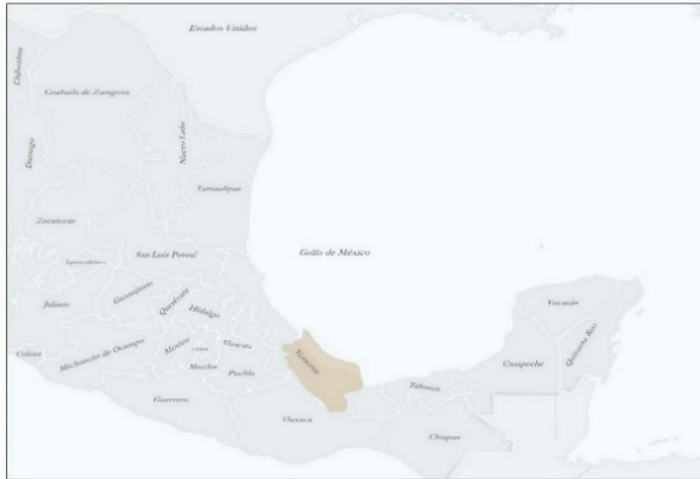 Estados Unidos
Chihuahua
Coahuila de Zaragoza
Durango
Nuevo León
Tamaulipas
Zacatecas
San Luis Potosí
Golfo de México
Aguascalientes
Guanajuato
Querétaro
Hidalgo
Jalisco
Yucatán
Quintana Roo
Colima
Michoacán de Ocampo
México
Tlaxcala
Veracruz
Morelos
Puebla
Campeche
Tabasco
Guerrero
Oaxaca
Chiapas